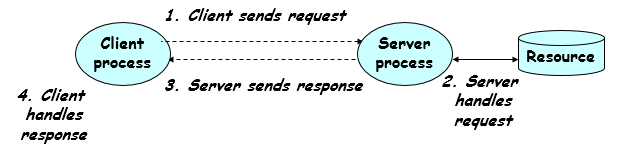 1. Client sends request
Client
process
Server
process
Resource
3. Server sends response
2. Server
handles
request
4. Client
handles
response